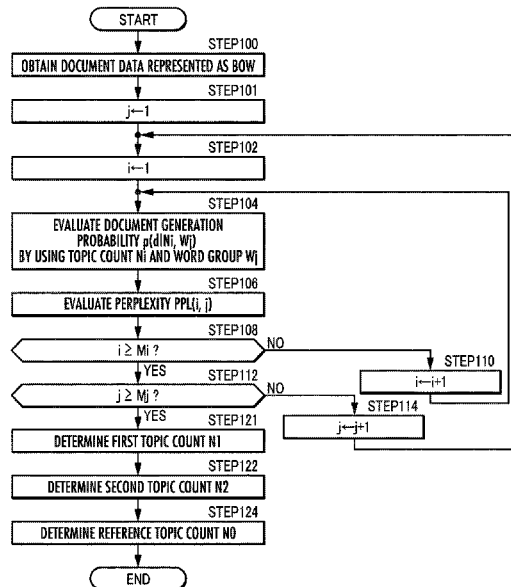 START
STEP100
OBTAIN DOCUMENT DATA REPRESENTED AS BOW
STEP101
j←1
STEP102
i←1
STEP104
EVALUATE DOCUMENT GENERATION
PROBABILITY p(d|Ni, Wj)
BY USING TOPIC COUNT Ni AND WORD GROUP Wj
STEP106
EVALUATE PERPLEXITY PPL(i, j)
STEP108
i ≥ Mi ?
NO
STEP110
i←i+1
YES
STEP112
j ≥ Mj ?
NO
STEP114
j←j+1
YES
STEP121
DETERMINE FIRST TOPIC COUNT N1
STEP122
DETERMINE SECOND TOPIC COUNT N2
STEP124
DETERMINE REFERENCE TOPIC COUNT N0
END